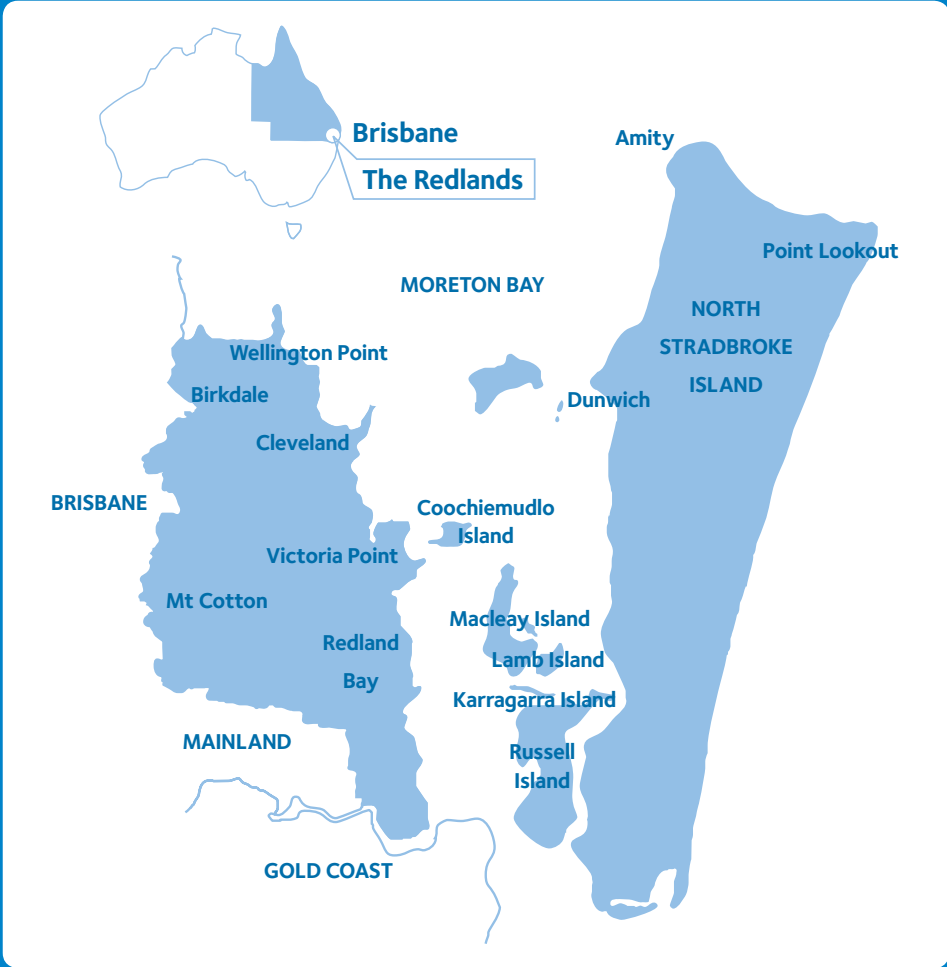 Brisbane
The Redlands
Amity
Point Lookout
MORETON BAY
NORTH
STRADBROKE
ISLAND
Wellington Point
Birkdale
Dunwich
Cleveland
BRISBANE
Coochiemudlo
Island
Victoria Point
Mt Cotton
Macleay Island
Redland
Bay
Lamb Island
Karragarra Island
MAINLAND
Russell
Island
GOLD COAST